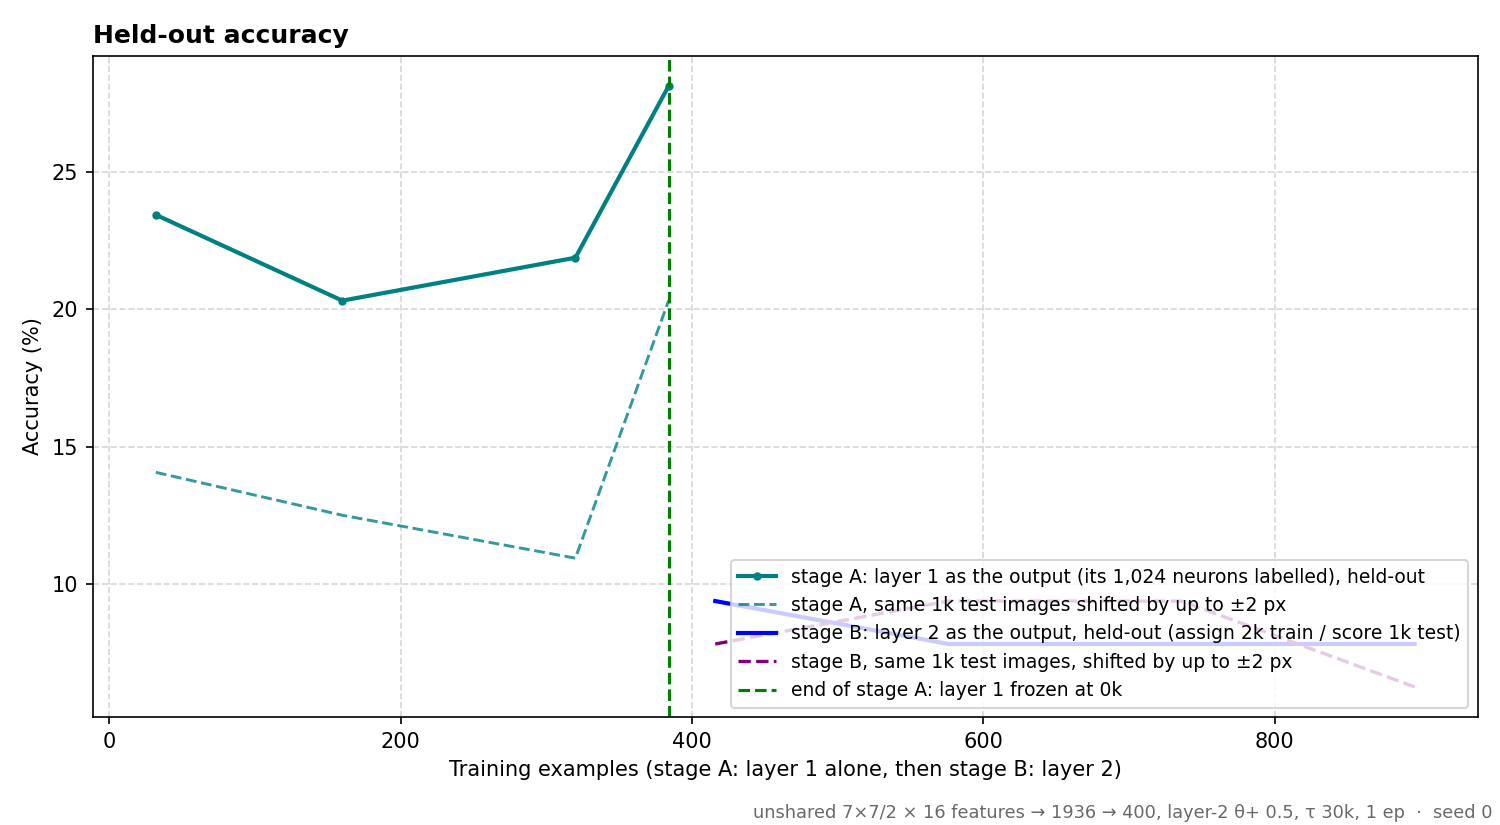 Held-out accuracy
Accuracy (%)
25
20
15
10
stage A: layer 1 as the output (its 1,024 neurons labelled), held-out
stage A, same 1k test images shifted by up to ±2 px
stage B: layer 2 as the output, held-out (assign 2k train / score 1k test)
stage B, same 1k test images, shifted by up to ±2 px
end of stage A: layer 1 frozen at 0k
0 200 400 600 800
Training examples (stage A: layer 1 alone, then stage B: layer 2)
unshared 7×7/2 × 16 features → 1936 → 400, layer-2 θ+ 0.5, τ 30k, 1 ep · seed 0